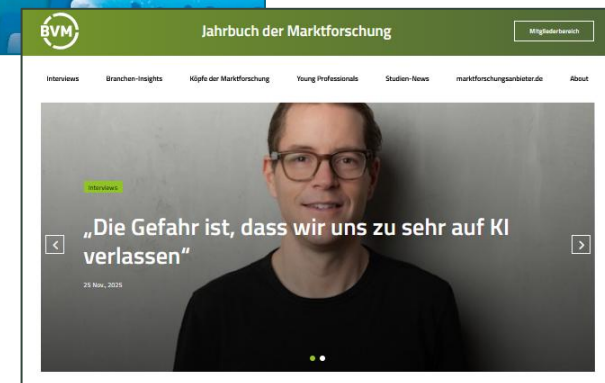 BVM
Jahrbuch der Marktforschung
Mitgliederbereich
Interviews Branchen-Insights Köpfe der Marktforschung Young Professionals Studien-News marktforschungsanbieter.de About
Interviews
„Die Gefahr ist, dass wir uns zu sehr auf KI
verlassen“
25 Nov., 2025